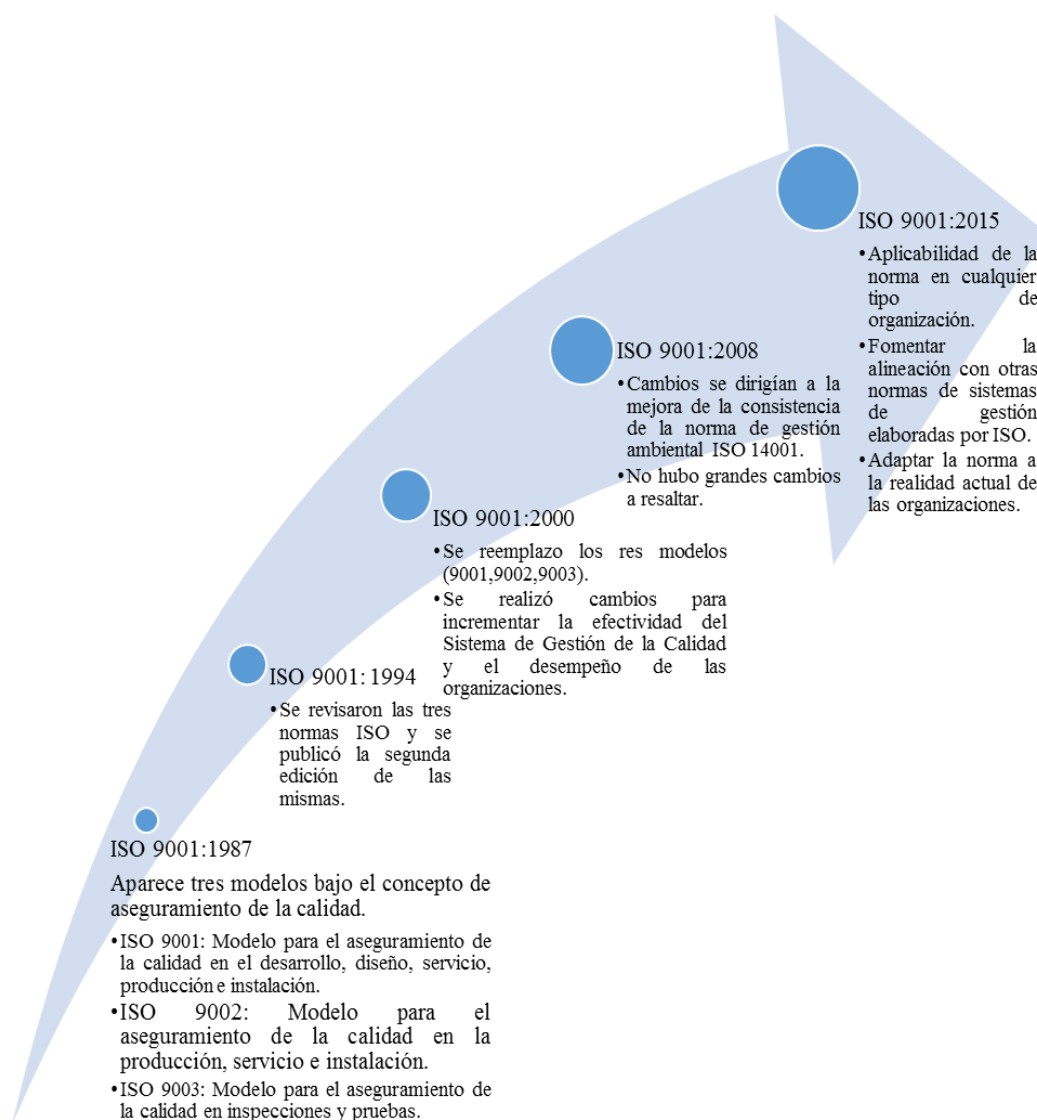 ISO 9001:2015
•Aplicabilidad de la
norma en cualquier
tipo de
organización.
•Fomentar la
alineación con otras
normas de sistemas
de gestión
elaboradas por ISO.
•Adaptar la norma a
la realidad actual de
las organizaciones.
ISO 9001:2008
•Cambios se dirigían a la
mejora de la consistencia
de la norma de gestión
ambiental ISO 14001.
•No hubo grandes cambios
a resaltar.
ISO 9001:2000
•Se reemplazo los res modelos
(9001,9002,9003).
•Se realizó cambios para
incrementar la efectividad del
Sistema de Gestión de la Calidad
y el desempeño de las
organizaciones.
ISO 9001: 1994
•Se revisaron las tres
normas ISO y se
publicó la segunda
edición de las
mismas.
ISO 9001:1987
Aparece tres modelos bajo el concepto de
aseguramiento de la calidad.
•ISO 9001: Modelo para el aseguramiento de
la calidad en el desarrollo, diseño, servicio,
producción e instalación.
•ISO 9002: Modelo para el
aseguramiento de la calidad en la
producción, servicio e instalación.
•ISO 9003: Modelo para el aseguramiento de
la calidad en inspecciones y pruebas.